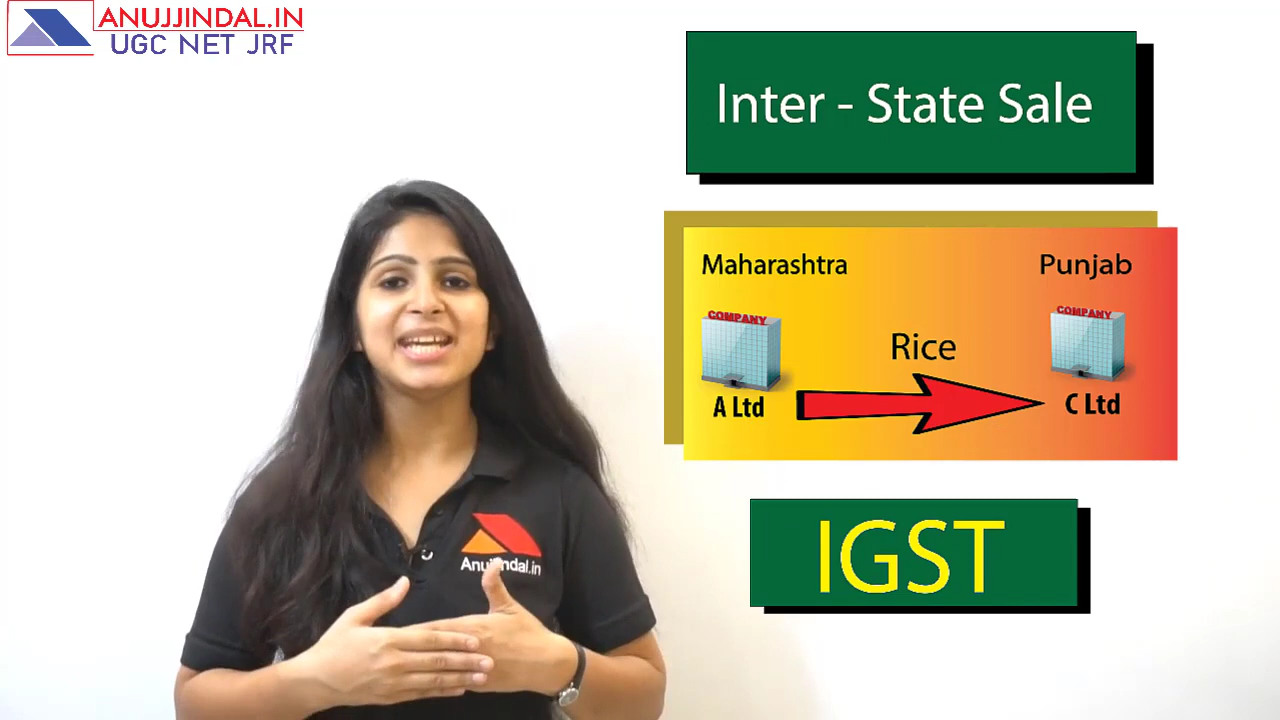 ANUJJINDAL.IN
UGC NET JRF
Inter - State Sale
Maharashtra
Punjab
COMPANY
COMPANY
Rice
A Ltd
C Ltd
IGST
Anujjindal.in